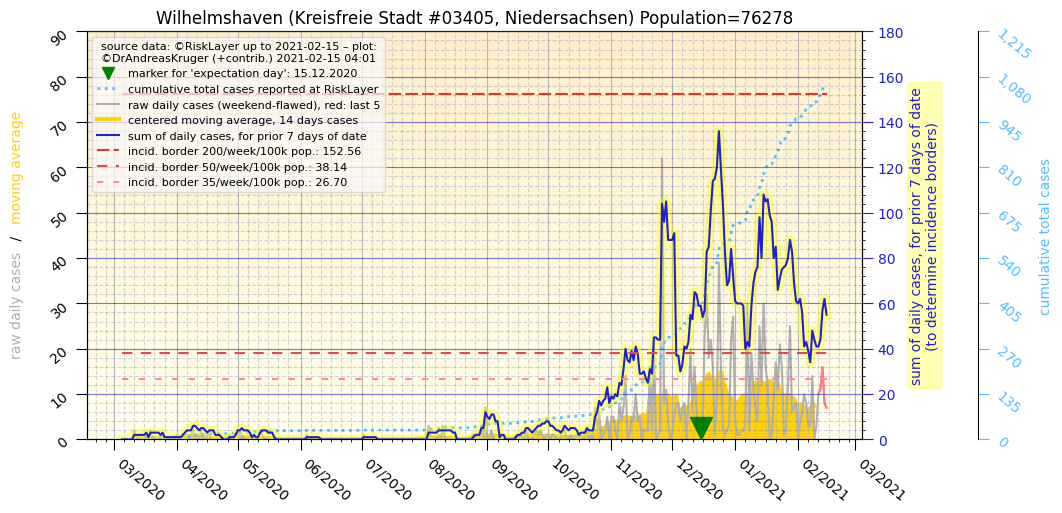 Wilhelmshaven (Kreisfreie Stadt #03405, Niedersachsen) Population=76278
source data: ©RiskLayer up to 2021-02-15 – plot:
©DrAndreasKruger (+contrib.) 2021-02-15 04:01
marker for 'expectation day': 15.12.2020
cumulative total cases reported at RiskLayer
raw daily cases (weekend-flawed), red: last 5
centered moving average, 14 days cases
sum of daily cases, for prior 7 days of date
incid. border 200/week/100k pop.: 152.56
incid. border 50/week/100k pop.: 38.14
incid. border 35/week/100k pop.: 26.70
raw daily cases / moving average
90
80
70
60
50
40
30
20
10
0
180
160
140
120
100
80
60
40
20
0
sum of daily cases, for prior 7 days of date
(to determine incidence borders)
1,215
1,080
945
810
675
540
405
270
135
0
cumulative total cases
03/2020
04/2020
05/2020
06/2020
07/2020
08/2020
09/2020
10/2020
11/2020
12/2020
01/2021
02/2021
03/2021